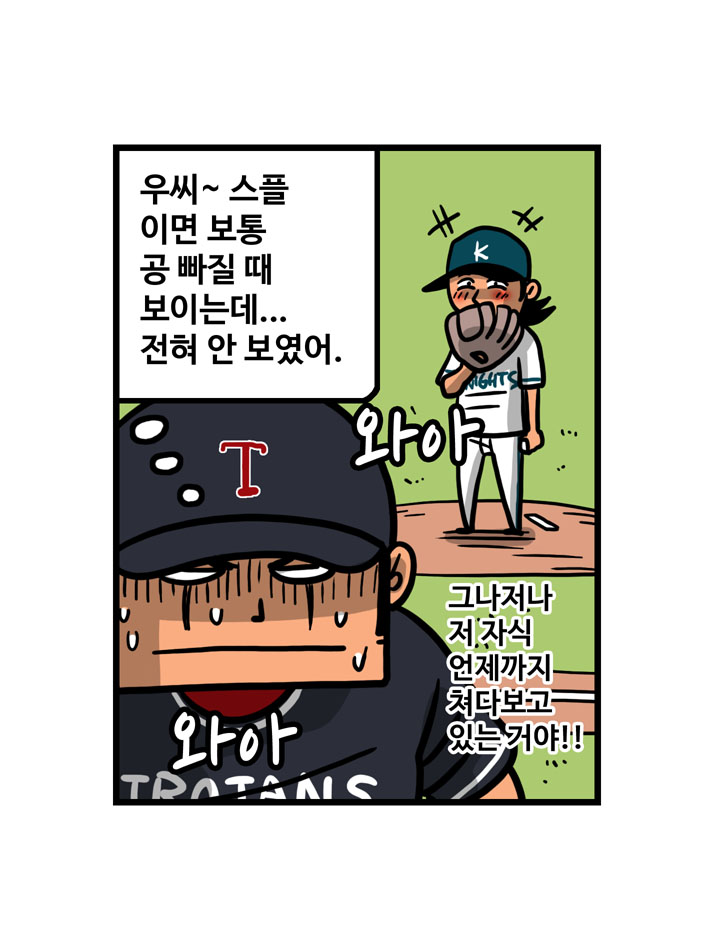 우씨~ 스플
이면 보통
공 빠질 때
보이는데...
전혀 안 보였어.
K
KNIGHTS
와아
T
그나저나
저 자식
언제까지
쳐다보고
있는 거야!!
와아
TROJANS